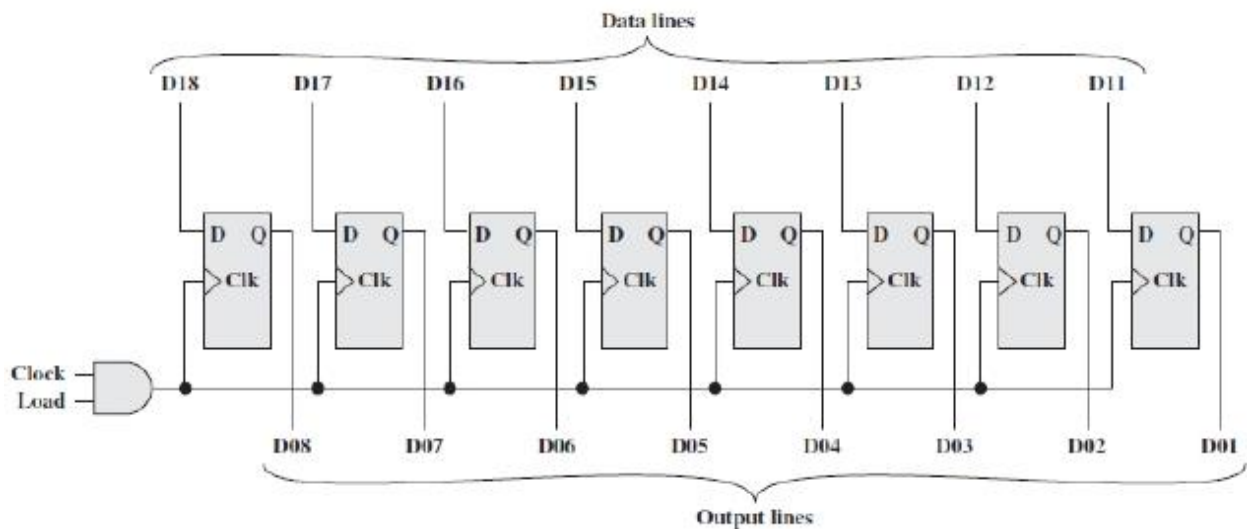 Data lines
D18 D17 D16 D15 D14 D13 D12 D11
D Q D Q D Q D Q D Q D Q D Q D Q
Clk Clk Clk Clk Clk Clk Clk Clk
Clock
Load
D08 D07 D06 D05 D04 D03 D02 D01
Output lines